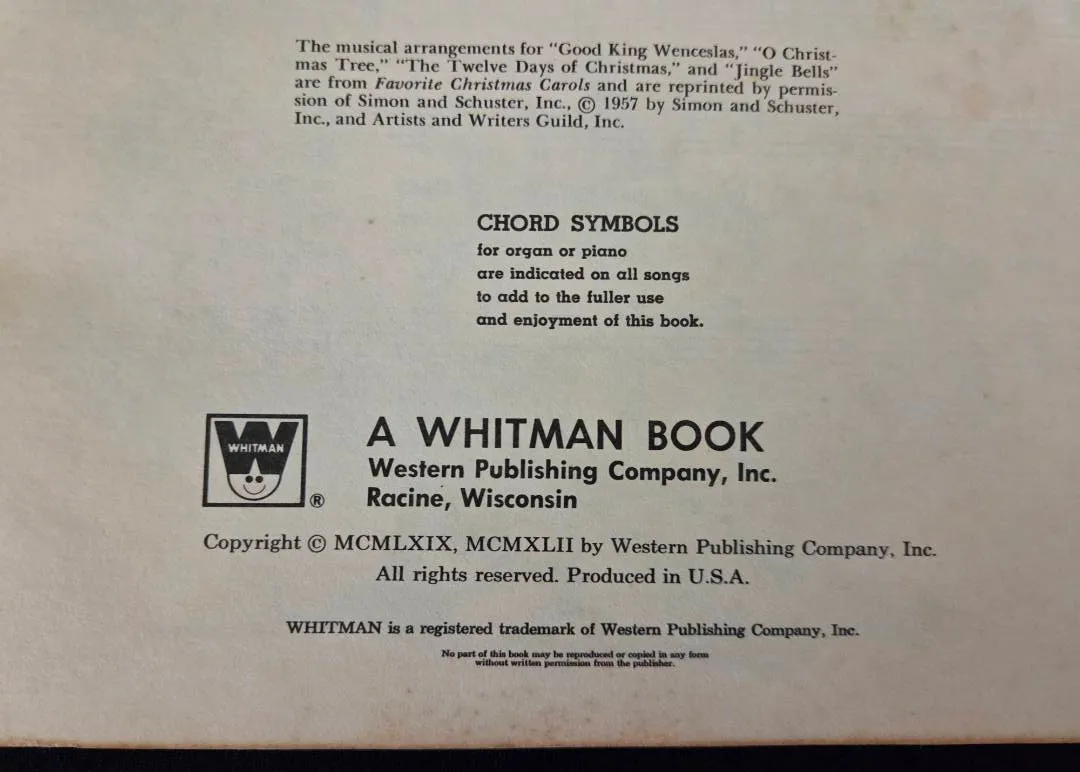 The musical arrangements for "Good King Wenceslas," "O Christ-
mas Tree," "The Twelve Days of Christmas," and "Jingle Bells"
are from Favorite Christmas Carols and are reprinted by permis-
sion of Simon and Schuster, Inc., © 1957 by Simon and Schuster,
Inc., and Artists and Writers Guild, Inc.
CHORD SYMBOLS
for organ or piano
are indicated on all songs
to add to the fuller use
and enjoyment of this book.
W
WHITMAN
®
A WHITMAN BOOK
Western Publishing Company, Inc.
Racine, Wisconsin
Copyright © MCMLXIX, MCMXLII by Western Publishing Company, Inc.
All rights reserved. Produced in U.S.A.
WHITMAN is a registered trademark of Western Publishing Company, Inc.
No part of this book may be reproduced or copied in any form
without written permission from the publisher.